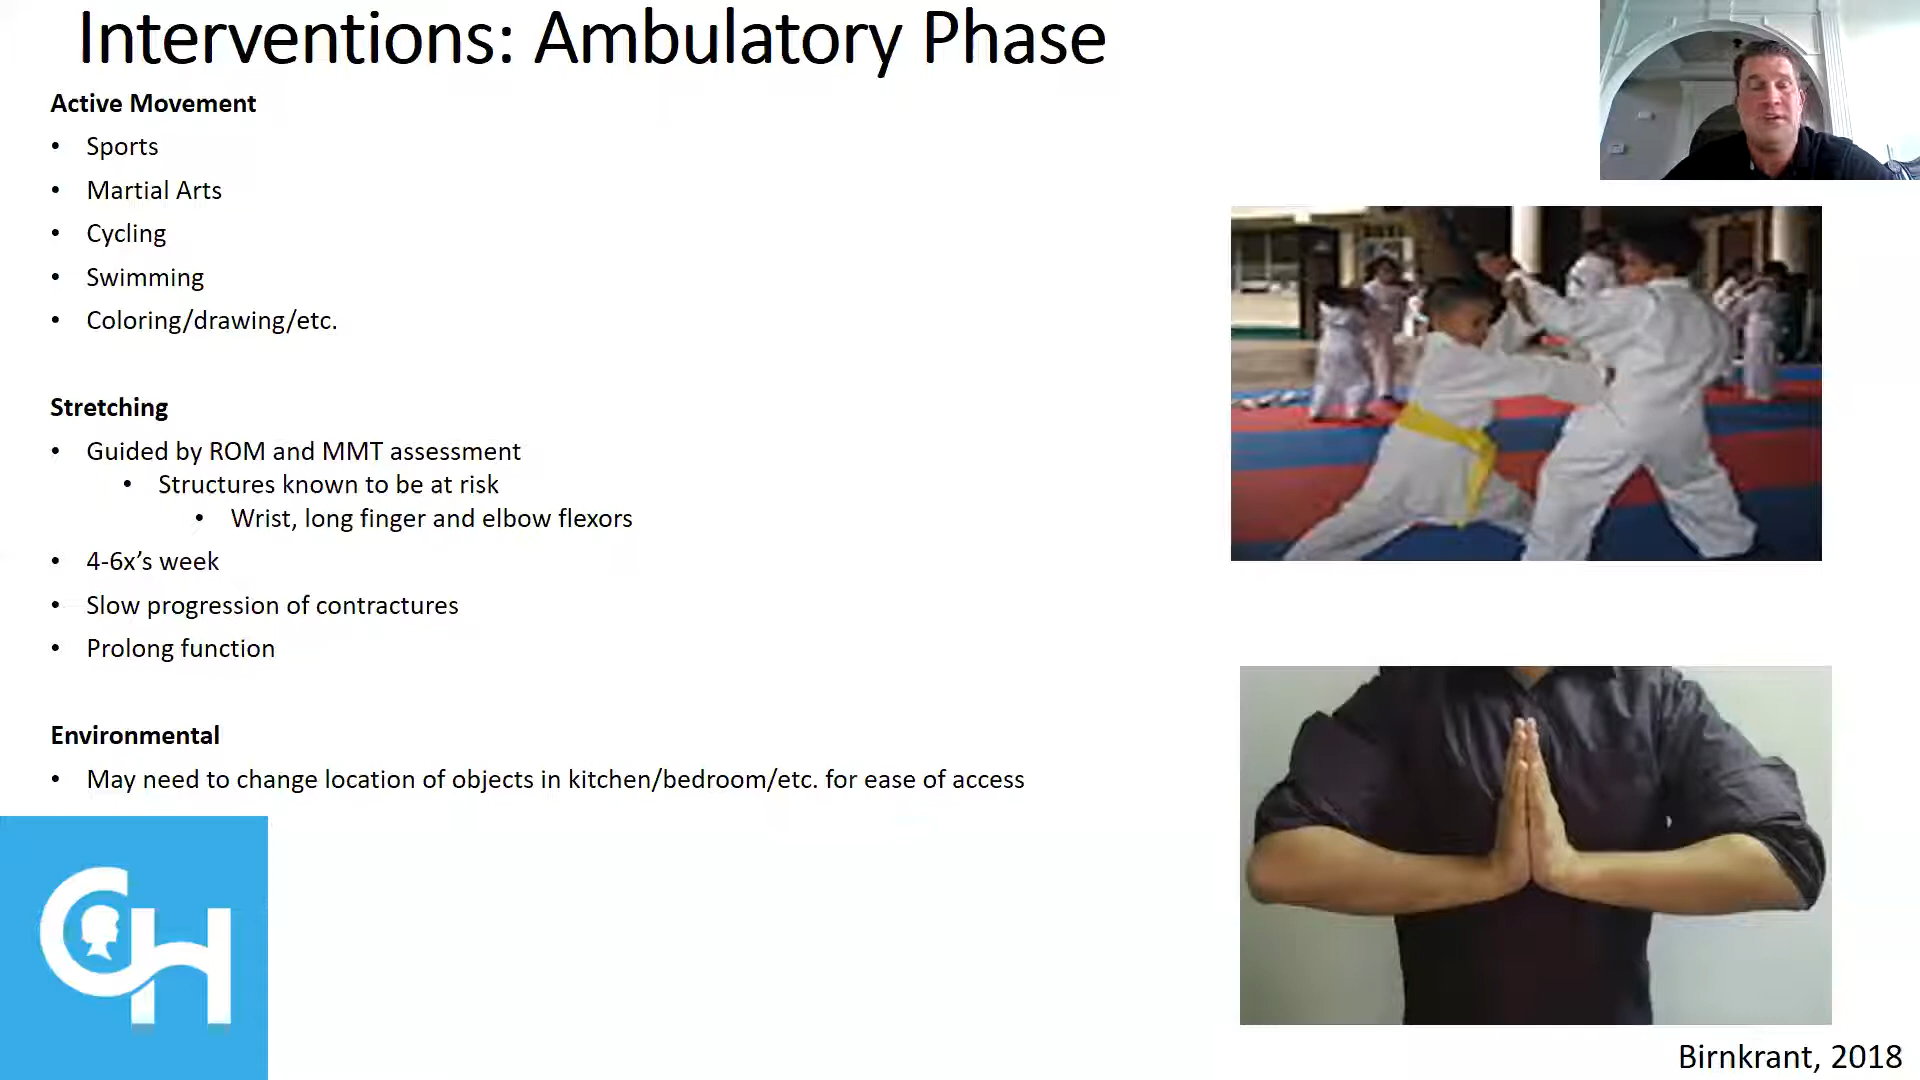 Interventions: Ambulatory Phase
Active Movement
• Sports
• Martial Arts
• Cycling
• Swimming
• Coloring/drawing/etc.
Stretching
• Guided by ROM and MMT assessment
• Structures known to be at risk
• Wrist, long finger and elbow flexors
• 4-6x’s week
• Slow progression of contractures
• Prolong function
Environmental
• May need to change location of objects in kitchen/bedroom/etc. for ease of access
CH
Birnkrant, 2018